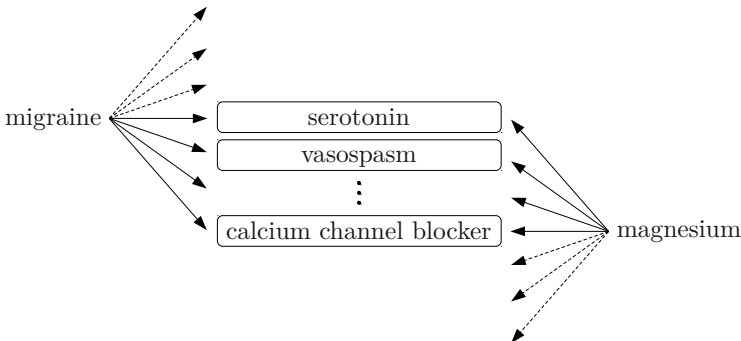 serotonin
migraine
vasospasm
calcium channel blocker
magnesium